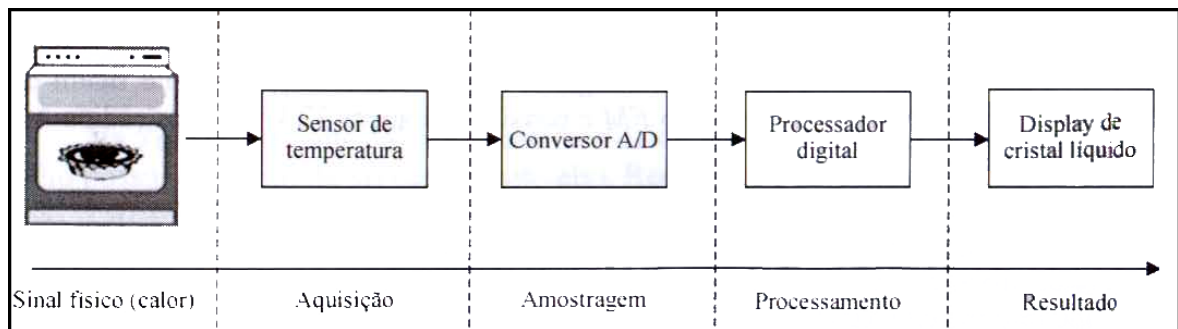 Sensor de
temperatura
Conversor A/D
Processador
digital
Display de
cristal líquido
Sinal físico (calor)
Aquisição
Amostragem
Processamento
Resultado